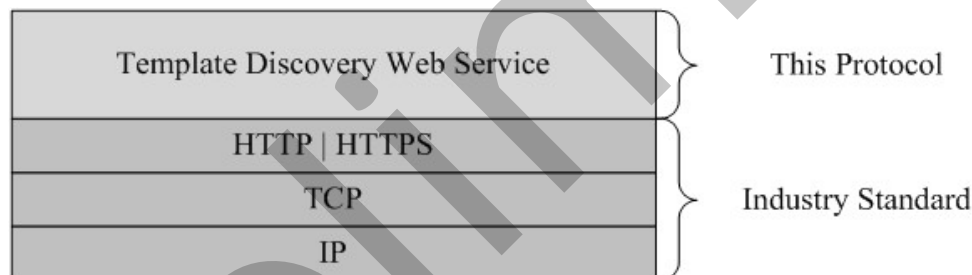 Template Discovery Web Service
This Protocol
HTTP | HTTPS
TCP
Industry Standard
IP